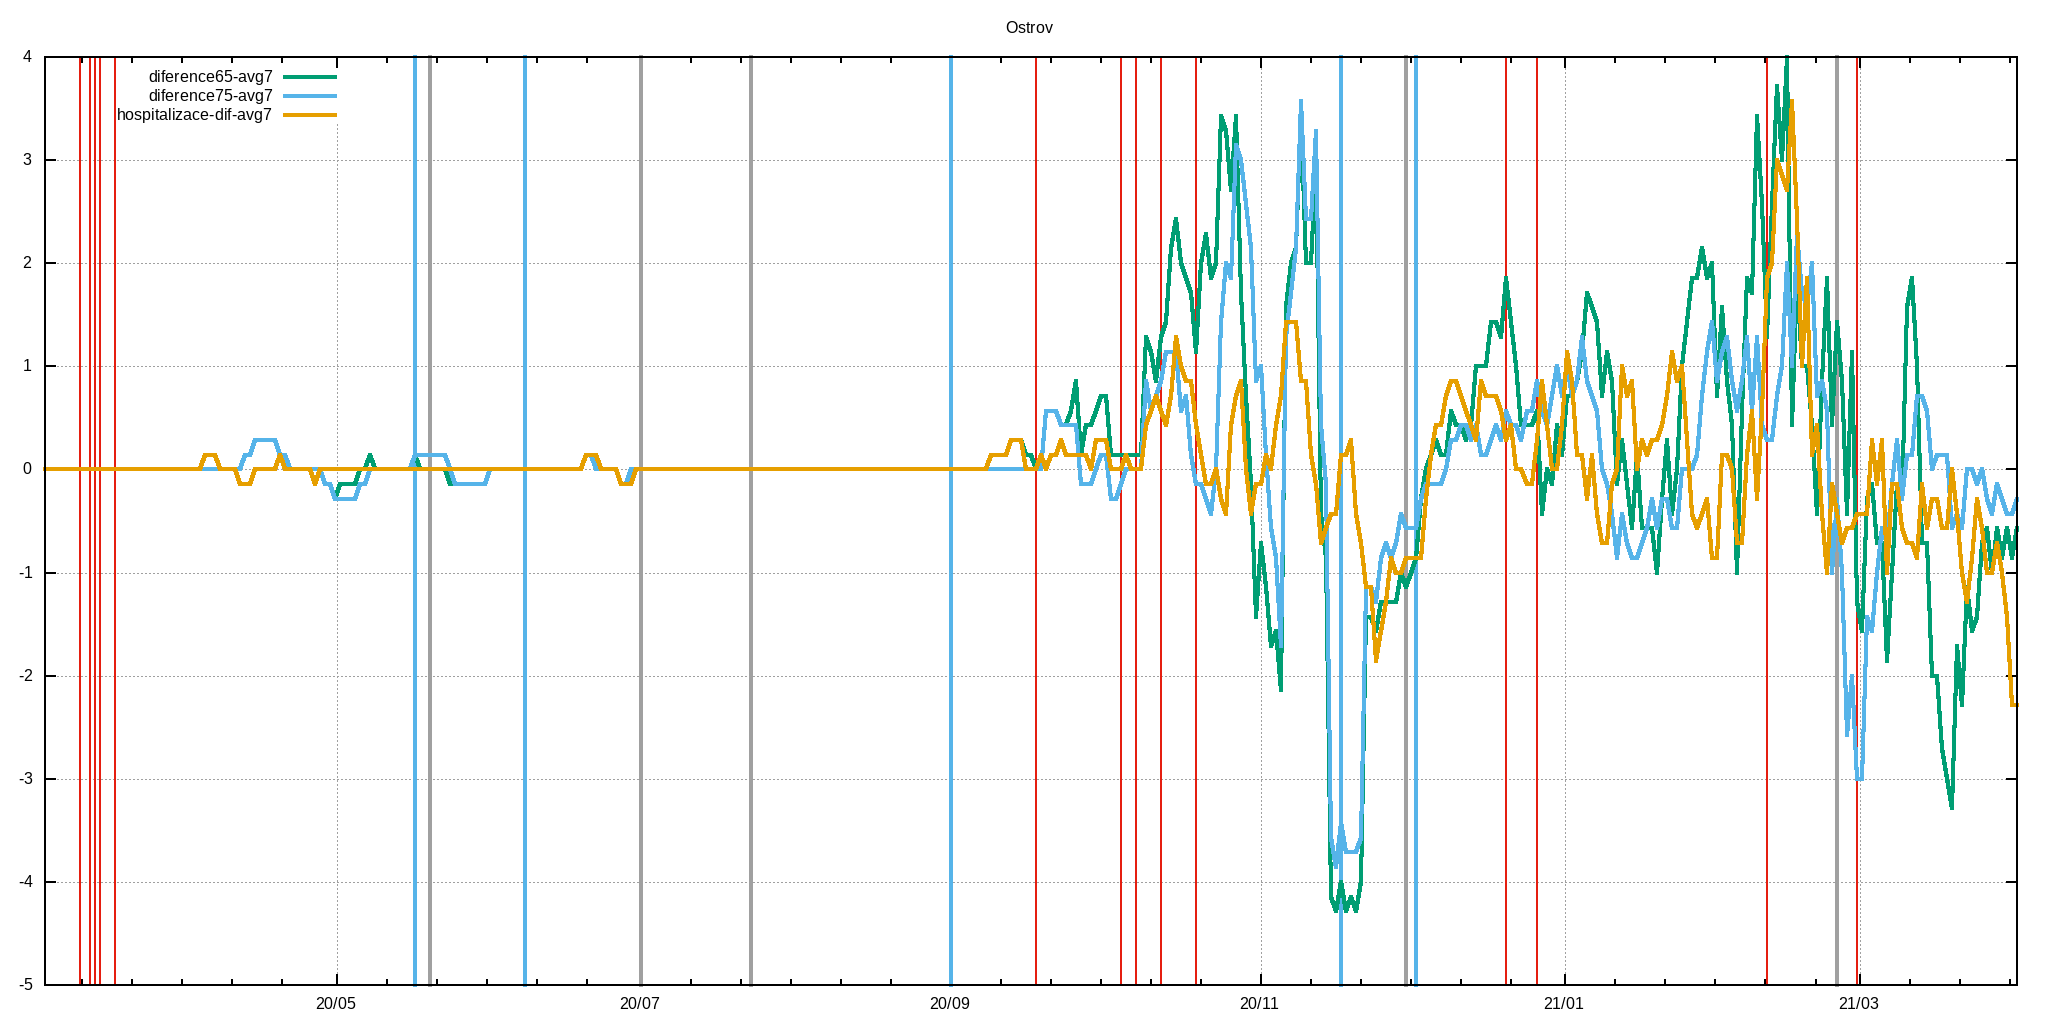 Ostrov
4
diference65-avg7
diference75-avg7
hospitalizace-dif-avg7
3
2
1
0
-1
-2
-3
-4
-5
20/05 20/07 20/09 20/11 21/01 21/03